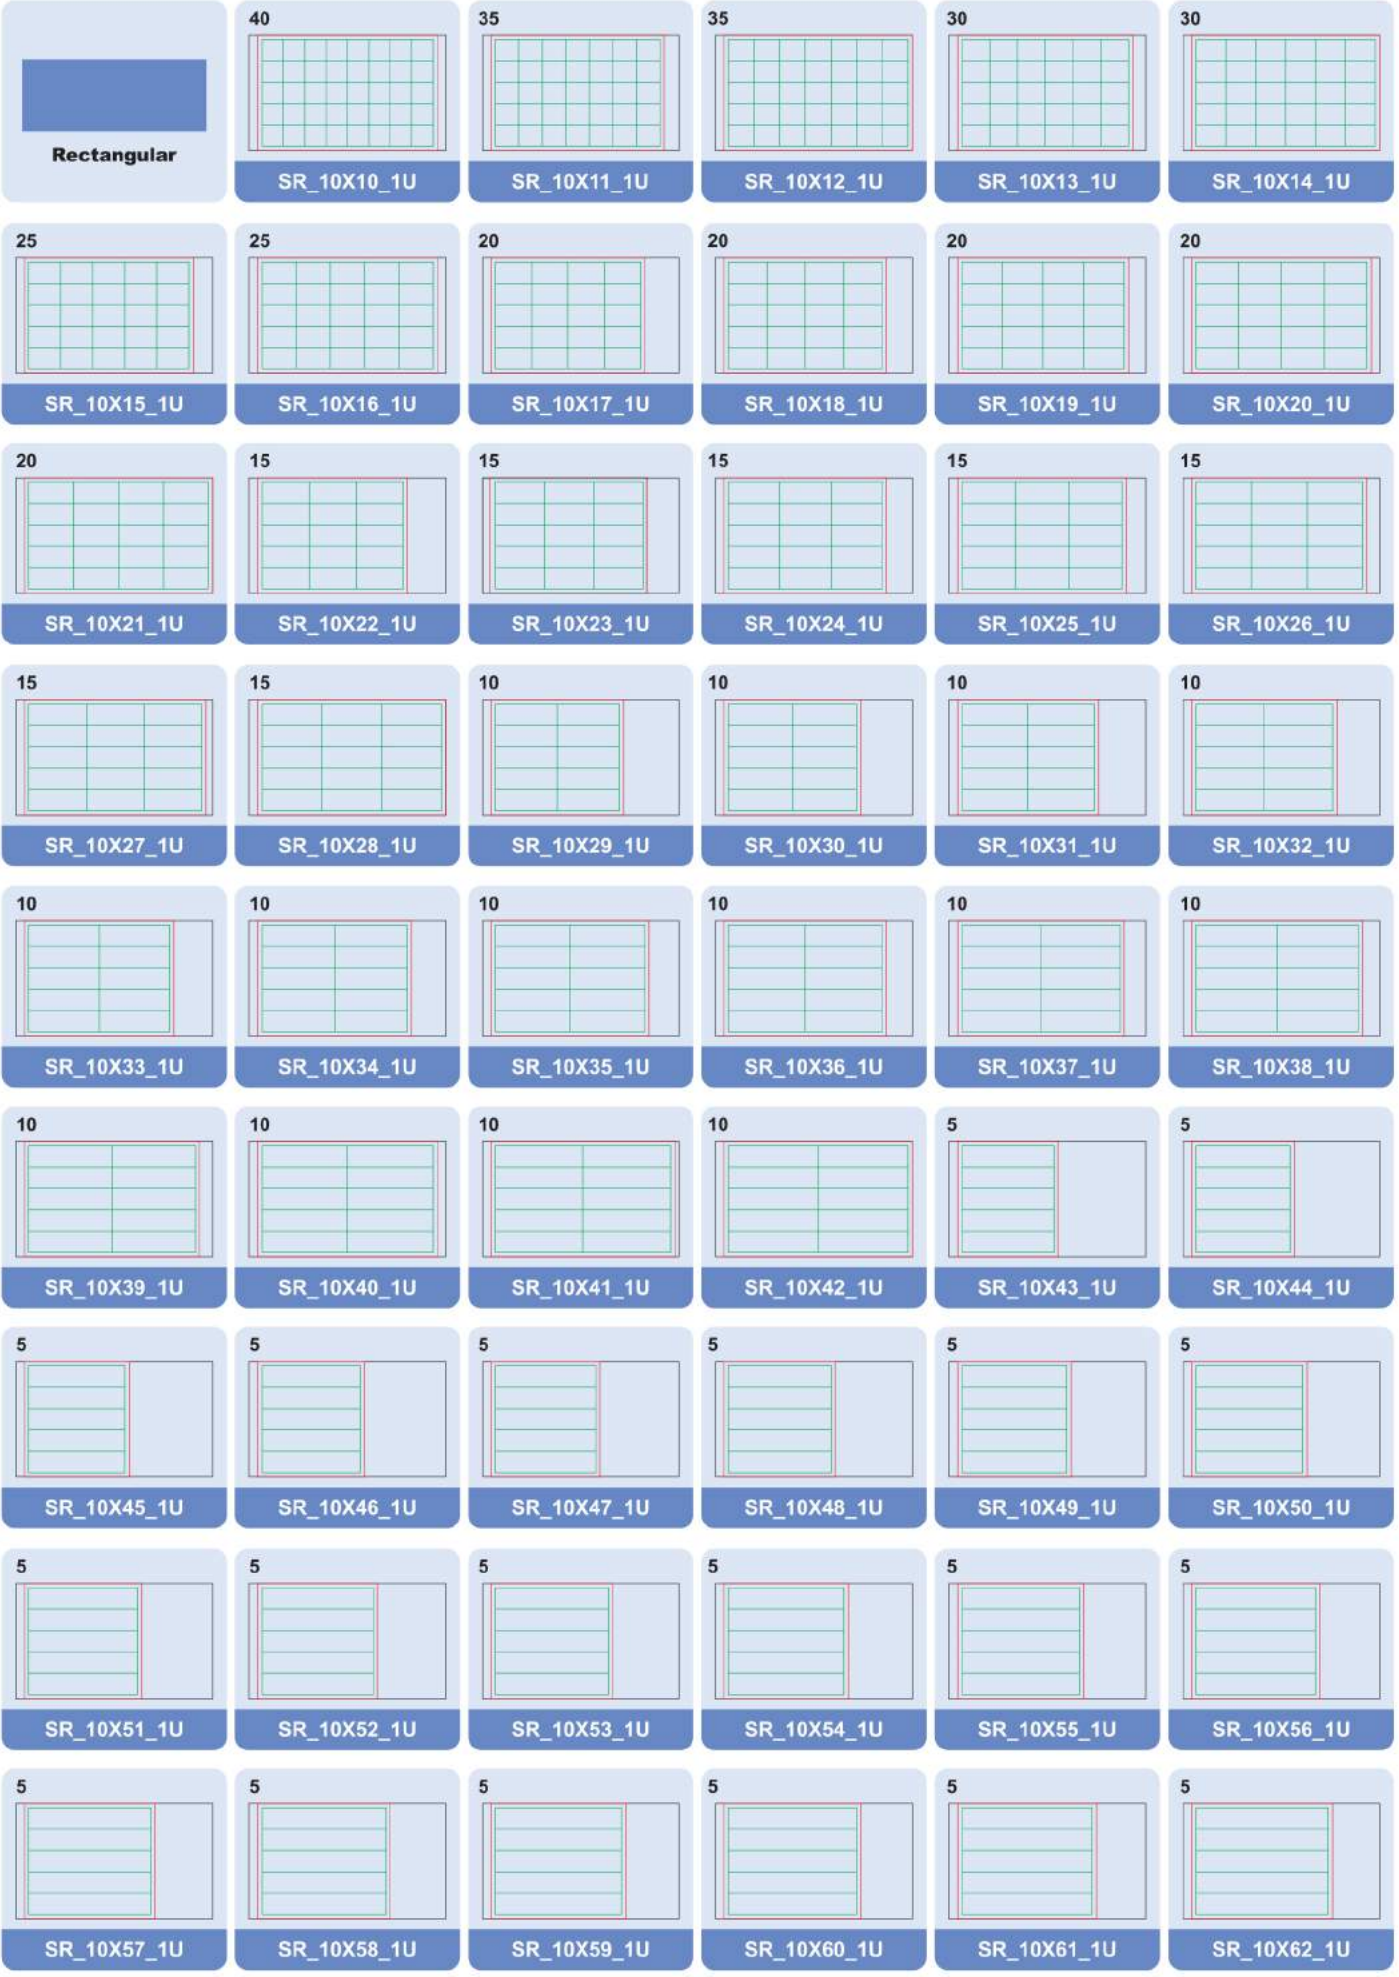 40 35 35 30 30
Rectangular
SR_10X10_1U SR_10X11_1U SR_10X12_1U SR_10X13_1U SR_10X14_1U
25 25 20 20 20 20
SR_10X15_1U SR_10X16_1U SR_10X17_1U SR_10X18_1U SR_10X19_1U SR_10X20_1U
20 15 15 15 15 15
SR_10X21_1U SR_10X22_1U SR_10X23_1U SR_10X24_1U SR_10X25_1U SR_10X26_1U
15 15 10 10 10 10
SR_10X27_1U SR_10X28_1U SR_10X29_1U SR_10X30_1U SR_10X31_1U SR_10X32_1U
10 10 10 10 10 10
SR_10X33_1U SR_10X34_1U SR_10X35_1U SR_10X36_1U SR_10X37_1U SR_10X38_1U
10 10 10 10 5 5
SR_10X39_1U SR_10X40_1U SR_10X41_1U SR_10X42_1U SR_10X43_1U SR_10X44_1U
5 5 5 5 5 5
SR_10X45_1U SR_10X46_1U SR_10X47_1U SR_10X48_1U SR_10X49_1U SR_10X50_1U
5 5 5 5 5 5
SR_10X51_1U SR_10X52_1U SR_10X53_1U SR_10X54_1U SR_10X55_1U SR_10X56_1U
5 5 5 5 5 5
SR_10X57_1U SR_10X58_1U SR_10X59_1U SR_10X60_1U SR_10X61_1U SR_10X62_1U